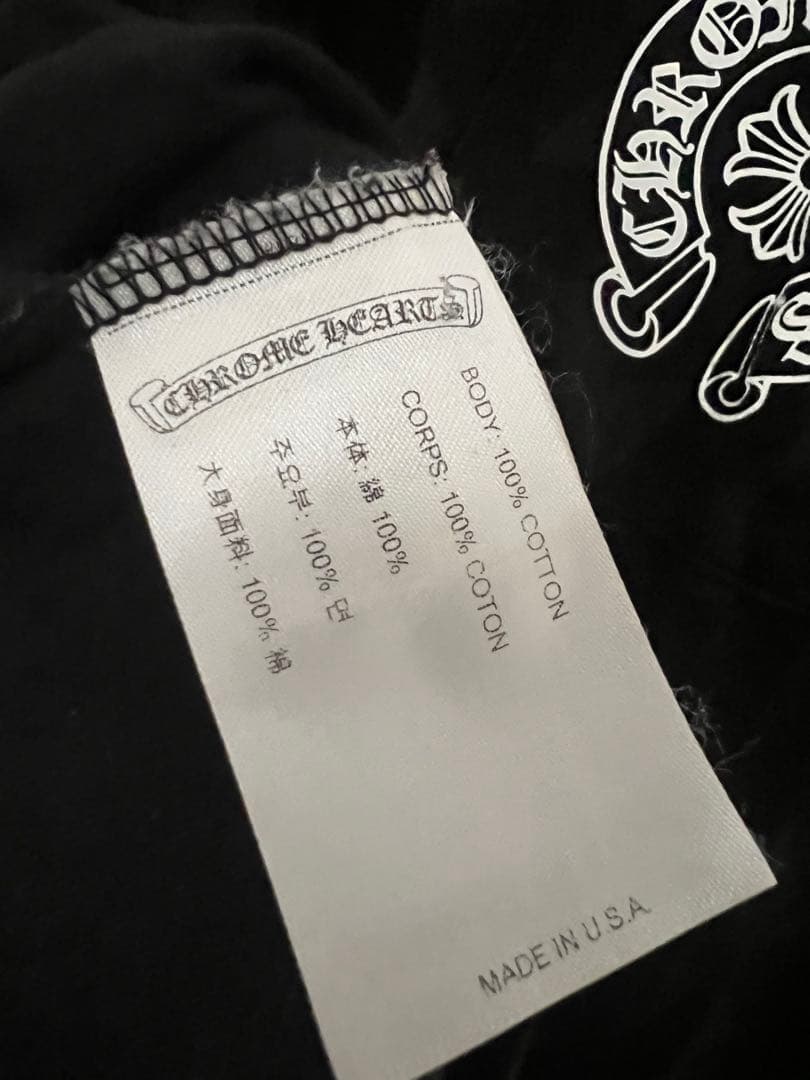 CHROME HEARTS
BODY: 100% COTTON
CORPS: 100% COTON
本体: 綿 100%
주요부: 100% 면
大身面料: 100% 棉
MADE IN U.S.A
CHRO